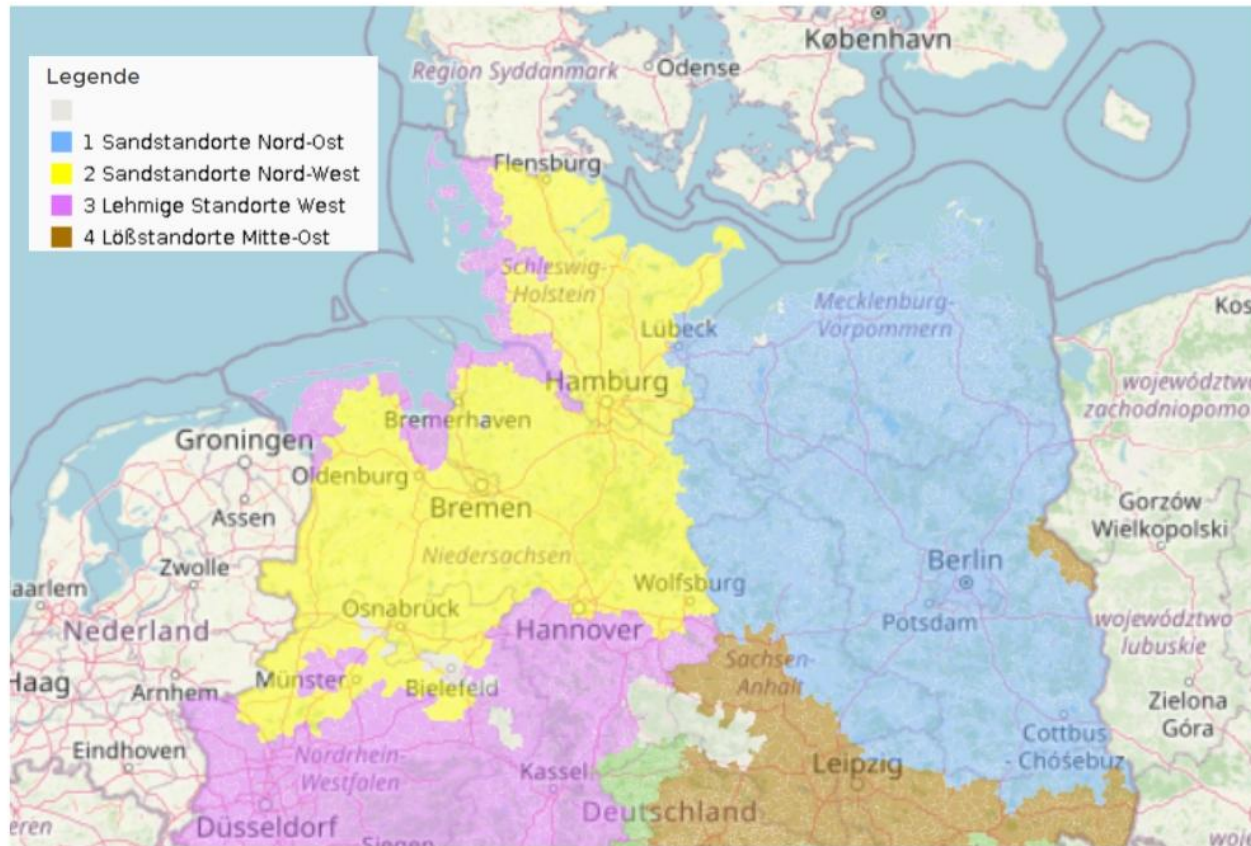 København
Region Syddanmark
Odense
Legende
1 Sandstandorte Nord-Ost
2 Sandstandorte Nord-West
3 Lehmige Standorte West
4 Lößstandorte Mitte-Ost
Flensburg
Schleswig-
Holstein
Mecklenburg-
Vorpommern
Kos
Lübeck
Hamburg
województw
zachodniopomo
Bremerhaven
Groningen
Oldenburg
Bremen
Assen
Gorzów
Wielkopolski
Niedersachsen
Zwolle
Berlin
Wolfsburg
aarlem
Osnabrück
Potsdam
Nederland
Hannover
województwo
lubuskie
Haag
Arnhem
Münster
Bielefeld
Sachsen-
Anhalt
Zielona
Góra
Eindhoven
Nordrhein-
Westfalen
Kassel
Cottbus
- Chóśebuz
Leipzig
Deutschland
eren
Düsseldorf
Siegen
woje